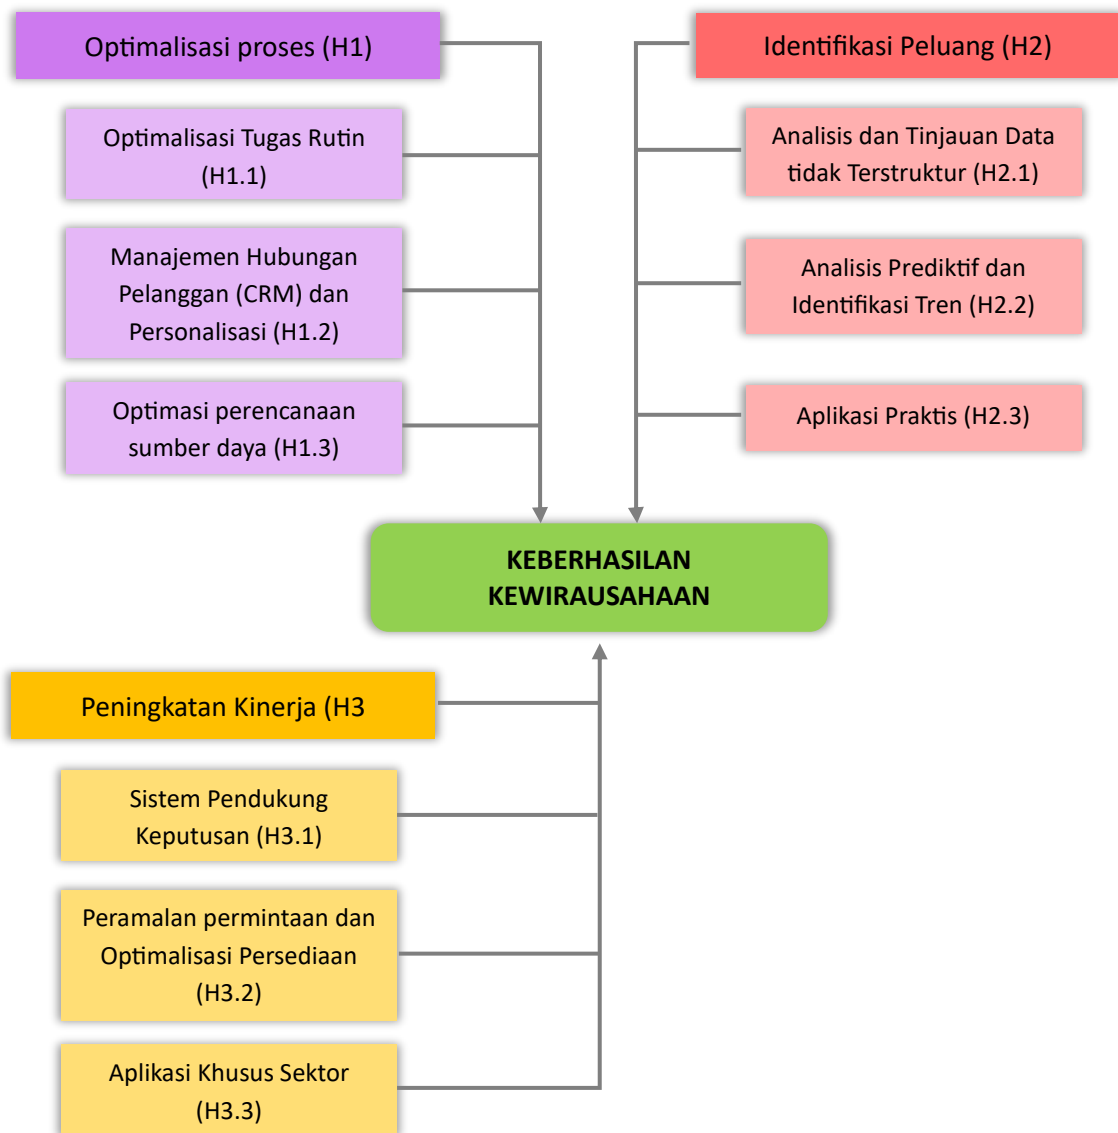 Optimalisasi proses (H1)
Optimalisasi Tugas Rutin
(H1.1)
Manajemen Hubungan
Pelanggan (CRM) dan
Personalisasi (H1.2)
Optimasi perencanaan
sumber daya (H1.3)
Identifikasi Peluang (H2)
Analisis dan Tinjauan Data
tidak Terstruktur (H2.1)
Analisis Prediktif dan
Identifikasi Tren (H2.2)
Aplikasi Praktis (H2.3)
KEBERHASILAN
KEWIRAUSAHAAN
Peningkatan Kinerja (H3
Sistem Pendukung
Keputusan (H3.1)
Peramalan permintaan dan
Optimalisasi Persediaan
(H3.2)
Aplikasi Khusus Sektor
(H3.3)